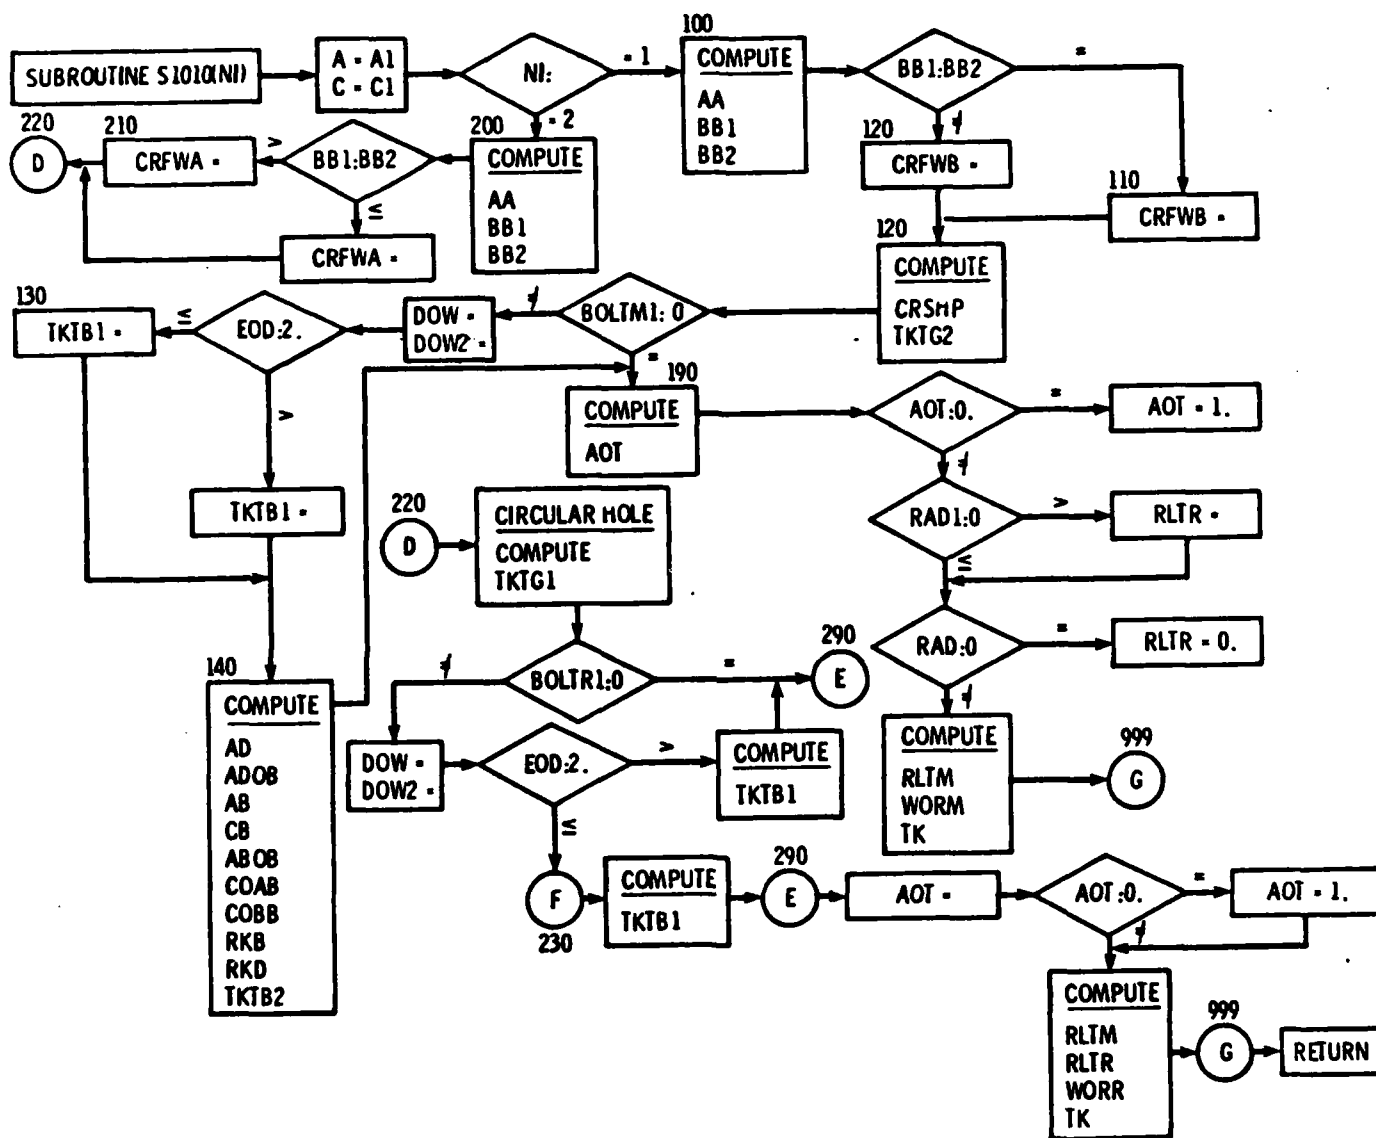 SUBROUTINE S1010(NI)
A = A1
C = C1
NI:
= 1
= 2
100
COMPUTE
AA
BB1
BB2
BB1:BB2
=
≠
120
CRFWB =
110
CRFWB =
220
D
210
CRFWA =
>
BB1:BB2
≤
CRFWA =
200
COMPUTE
AA
BB1
BB2
120
COMPUTE
CRSHP
TKTG2
130
TKTB1 =
≤
EOD:2.
>
DOW =
DOW2 =
≠
BOLTM1: 0
=
190
COMPUTE
AOT
AOT:0.
=
AOT = 1.
≠
TKTB1 =
220
D
CIRCULAR HOLE
COMPUTE
TKTG1
RAD1:0
>
RLTR =
≤
RAD:0
=
RLTR = 0.
≠
140
COMPUTE
AD
ADOB
AB
CB
ABOB
COAB
COBB
RKB
RKD
TKTB2
≠
BOLTR1:0
=
290
E
DOW =
DOW2 =
EOD:2.
>
COMPUTE
TKTB1
≤
COMPUTE
RLTM
WORM
TK
999
G
F
230
COMPUTE
TKTB1
290
E
AOT =
AOT:0.
=
AOT = 1.
≠
COMPUTE
RLTM
RLTR
WORR
TK
999
G
RETURN